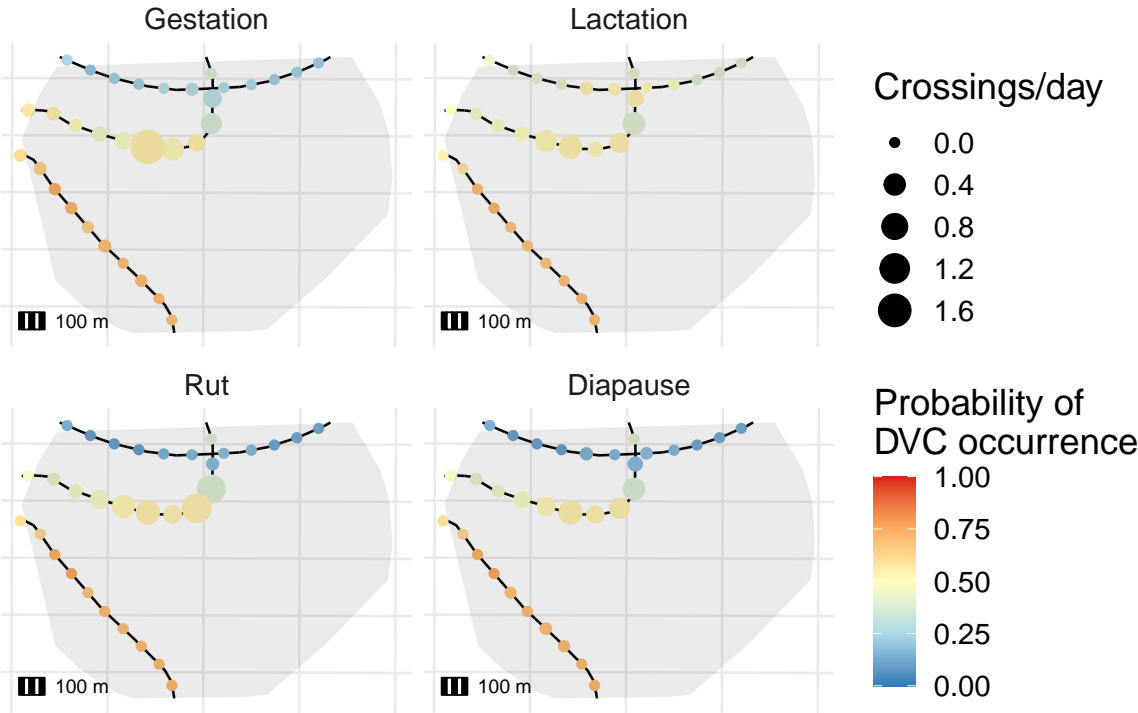 Gestation
Lactation
100 m
100 m
Rut
Diapause
100 m
100 m
Crossings/day
0.0
0.4
0.8
1.2
1.6
Probability of
DVC occurrence
1.00
0.75
0.50
0.25
0.00